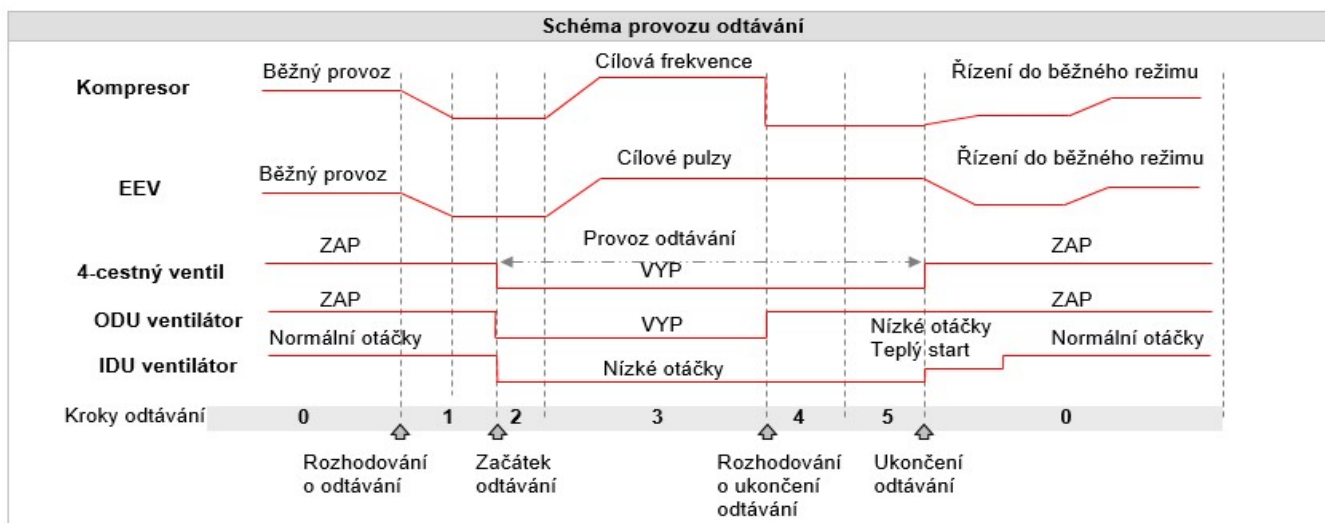 Schéma provozu odtávání
Kompresor
Běžný provoz
Cílová frekvence
Řízení do běžného režimu
EEV
Běžný provoz
Cílové pulzy
Řízení do běžného režimu
4-cestný ventil
ZAP
Provoz odtávání
VYP
ZAP
ODU ventilátor
ZAP
VYP
ZAP
IDU ventilátor
Normální otáčky
Nízké otáčky
Nízké otáčky
Teplý start
Normální otáčky
Kroky odtávání
0
1
2
3
4
5
0
Rozhodování
o odtávání
Začátek
odtávání
Rozhodování
o ukončení
odtávání
Ukončení
odtávání